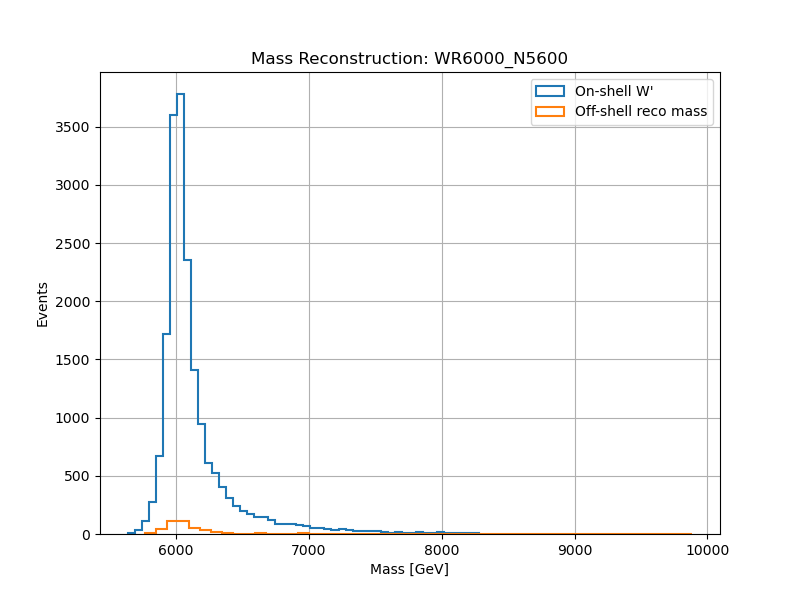 Mass Reconstruction: WR6000_N5600
On-shell W'
Off-shell reco mass
Events
3500
3000
2500
2000
1500
1000
500
0
6000 7000 8000 9000 10000
Mass [GeV]